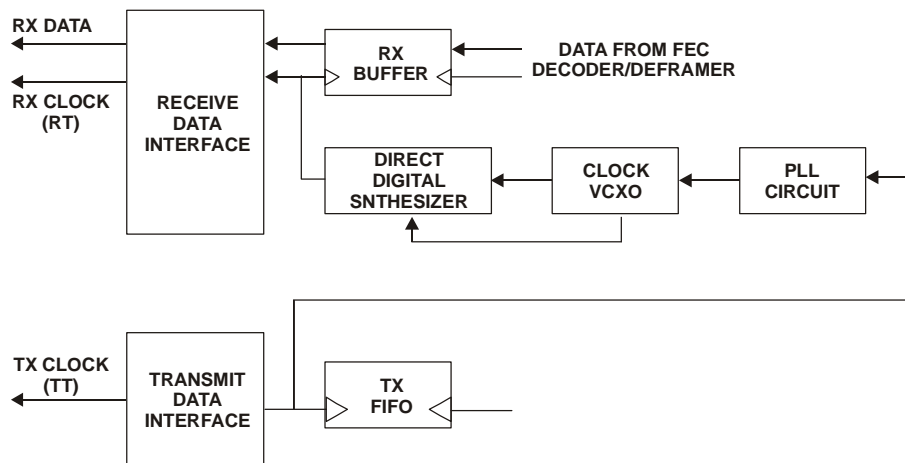 RX DATA
RX CLOCK
(RT)
RECEIVE
DATA
INTERFACE
RX
BUFFER
DATA FROM FEC
DECODER/DEFRAMER
DIRECT
DIGITAL
SNTHESIZER
CLOCK
VCXO
PLL
CIRCUIT
TX CLOCK
(TT)
TRANSMIT
DATA
INTERFACE
TX
FIFO